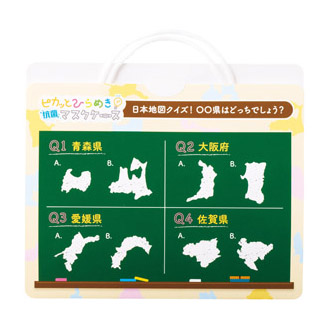 ピカッとひらめき
抗菌マスクケース
日本地図クイズ！〇〇県はどっちでしょう？
Q1 青森県
A.
B.
Q2 大阪府
A.
B.
Q3 愛媛県
A.
B.
Q4 佐賀県
A.
B.